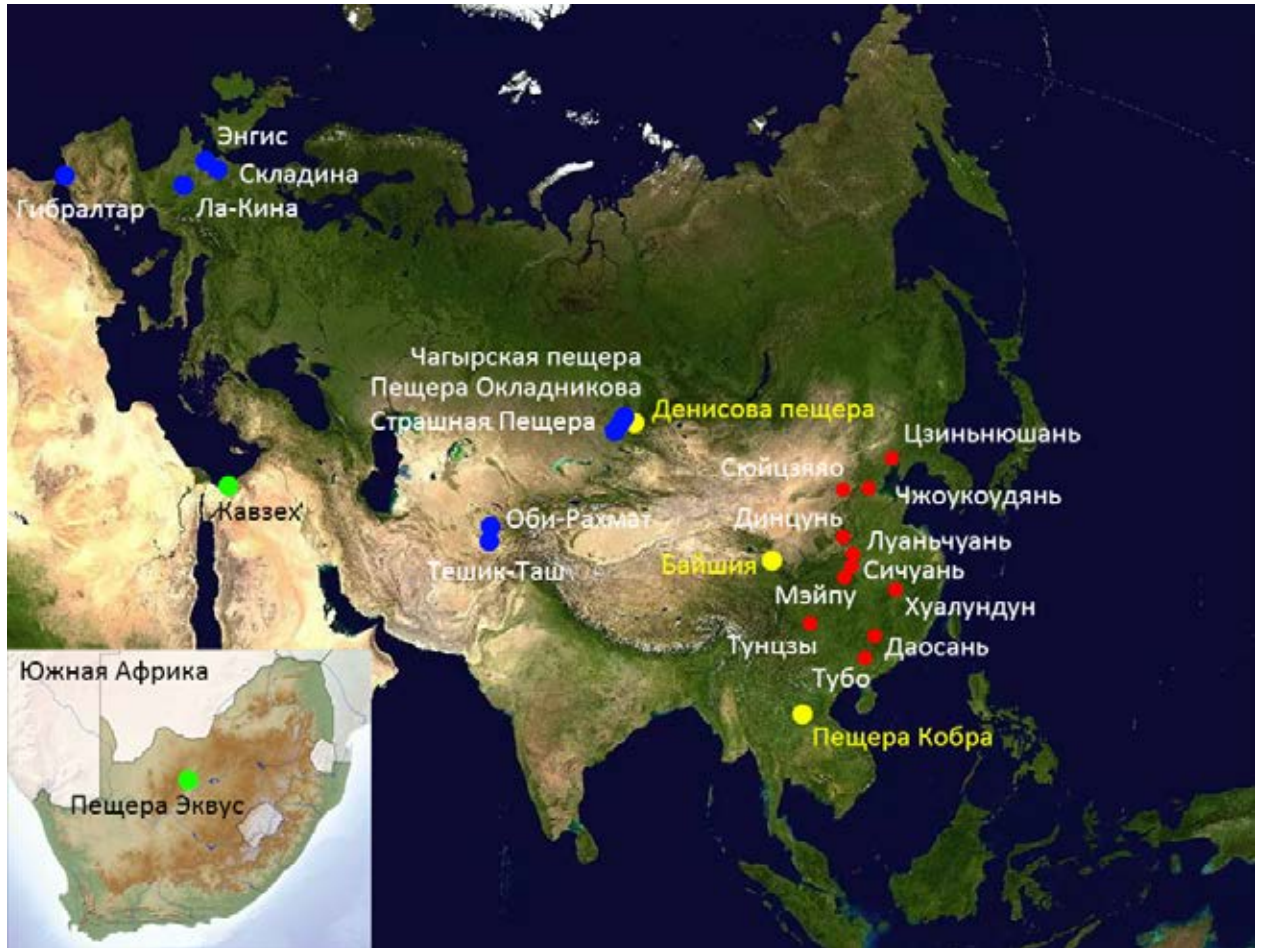 Энгис
Складина
Гибралтар
Ла-Кина
Чагырская пещера
Пещера Окладникова
Страшная Пещера
Денисова пещера
Цзиньнюшань
Сюйцзяяо
Чжоукоудянь
Кавзех
Оби-Рахмат
Динцунь
Луаньчуань
Тешик-Таш
Байшия
Сичуань
Мэйпу
Хуалундун
Тунцзы
Даосань
Тубо
Южная Африка
Пещера Кобра
Пещера Эквус